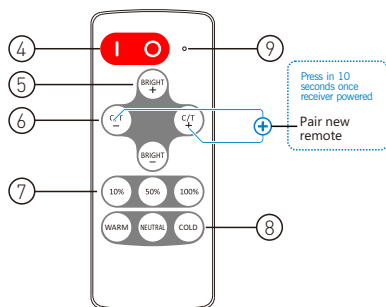 4
I O
9
5
BRIGHT
+
6
C/T
−
C/T
+
BRIGHT
−
Press in 10
seconds once
receiver powered
+
Pair new
remote
7
10% 50% 100%
WARM NEUTRAL COLD
8